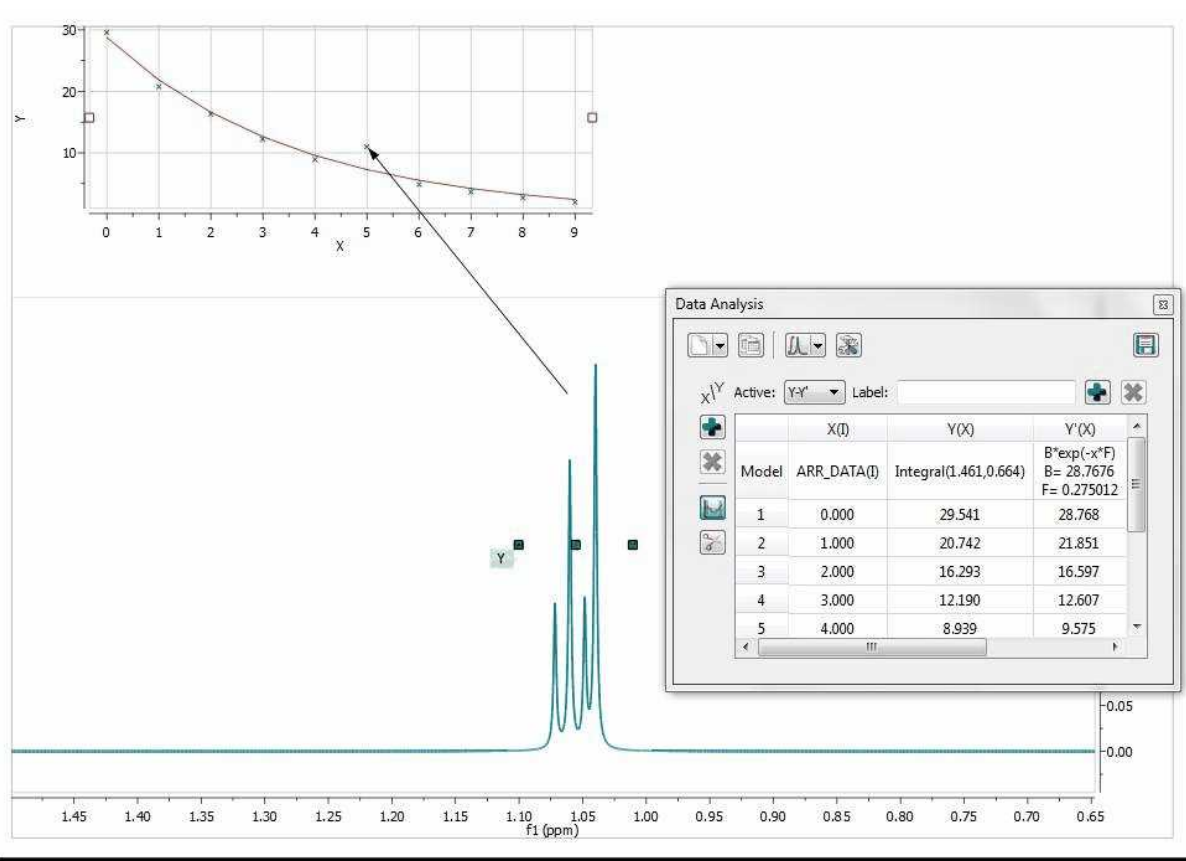 30
20
Y
10
0 1 2 3 4 5 6 7 8 9
X
Data Analysis
X\Y Active: Y-Y' Label:
X(I) Y(X) Y'(X)
Model ARR_DATA(I) Integral(1.461,0.664) B*exp(-x*F)
B= 28.7676
F= 0.275012
1 0.000 29.541 28.768
2 1.000 20.742 21.851
3 2.000 16.293 16.597
4 3.000 12.190 12.607
5 4.000 8.939 9.575
Y
0.05
0.00
1.45 1.40 1.35 1.30 1.25 1.20 1.15 1.10 1.05 1.00 0.95 0.90 0.85 0.80 0.75 0.70 0.65
f1 (ppm)